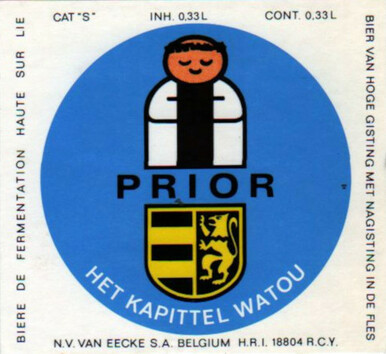 CAT "S" INH. 0,33 L CONT. 0,33 L
BIERE DE FERMENTATION HAUTE SUR LIE
BIER VAN HOGE GISTING MET NAGISTING IN DE FLES
PRIOR
HET KAPITTEL WATOU
N.V. VAN EECKE S.A. BELGIUM H.R.I. 18804 R.C.Y.